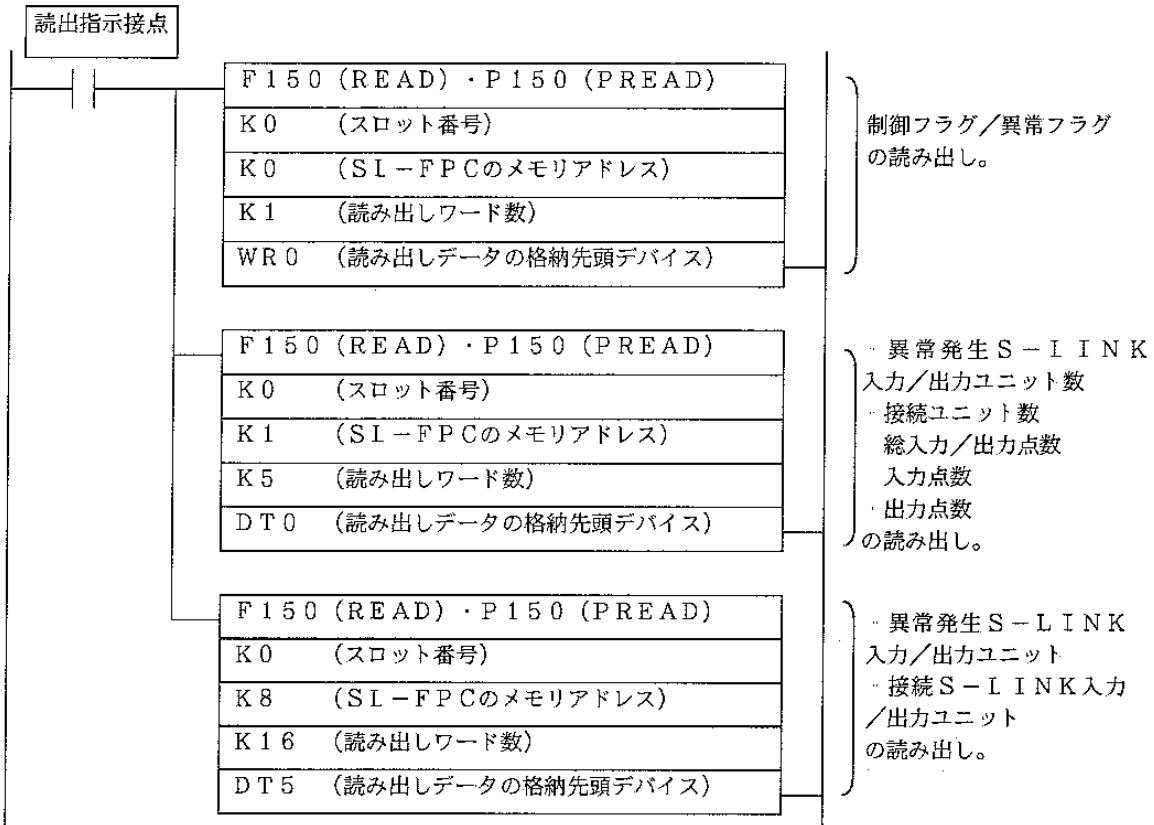 読出指示接点
F150(READ)・P150(PREAD)
K0 (スロット番号)
K0 (SL-FPCのメモリアドレス)
K1 (読み出しワード数)
WR0 (読み出しデータの格納先頭デバイス)
制御フラグ/異常フラグ
の読み出し。
F150(READ)・P150(PREAD)
K0 (スロット番号)
K1 (SL-FPCのメモリアドレス)
K5 (読み出しワード数)
DT0 (読み出しデータの格納先頭デバイス)
・異常発生S-LINK
入力/出力ユニット数
・接続ユニット数
総入力/出力点数
入力点数
・出力点数
の読み出し。
F150(READ)・P150(PREAD)
K0 (スロット番号)
K8 (SL-FPCのメモリアドレス)
K16 (読み出しワード数)
DT5 (読み出しデータの格納先頭デバイス)
・異常発生S-LINK
入力/出力ユニット
・接続S-LINK入力
/出力ユニット
の読み出し。